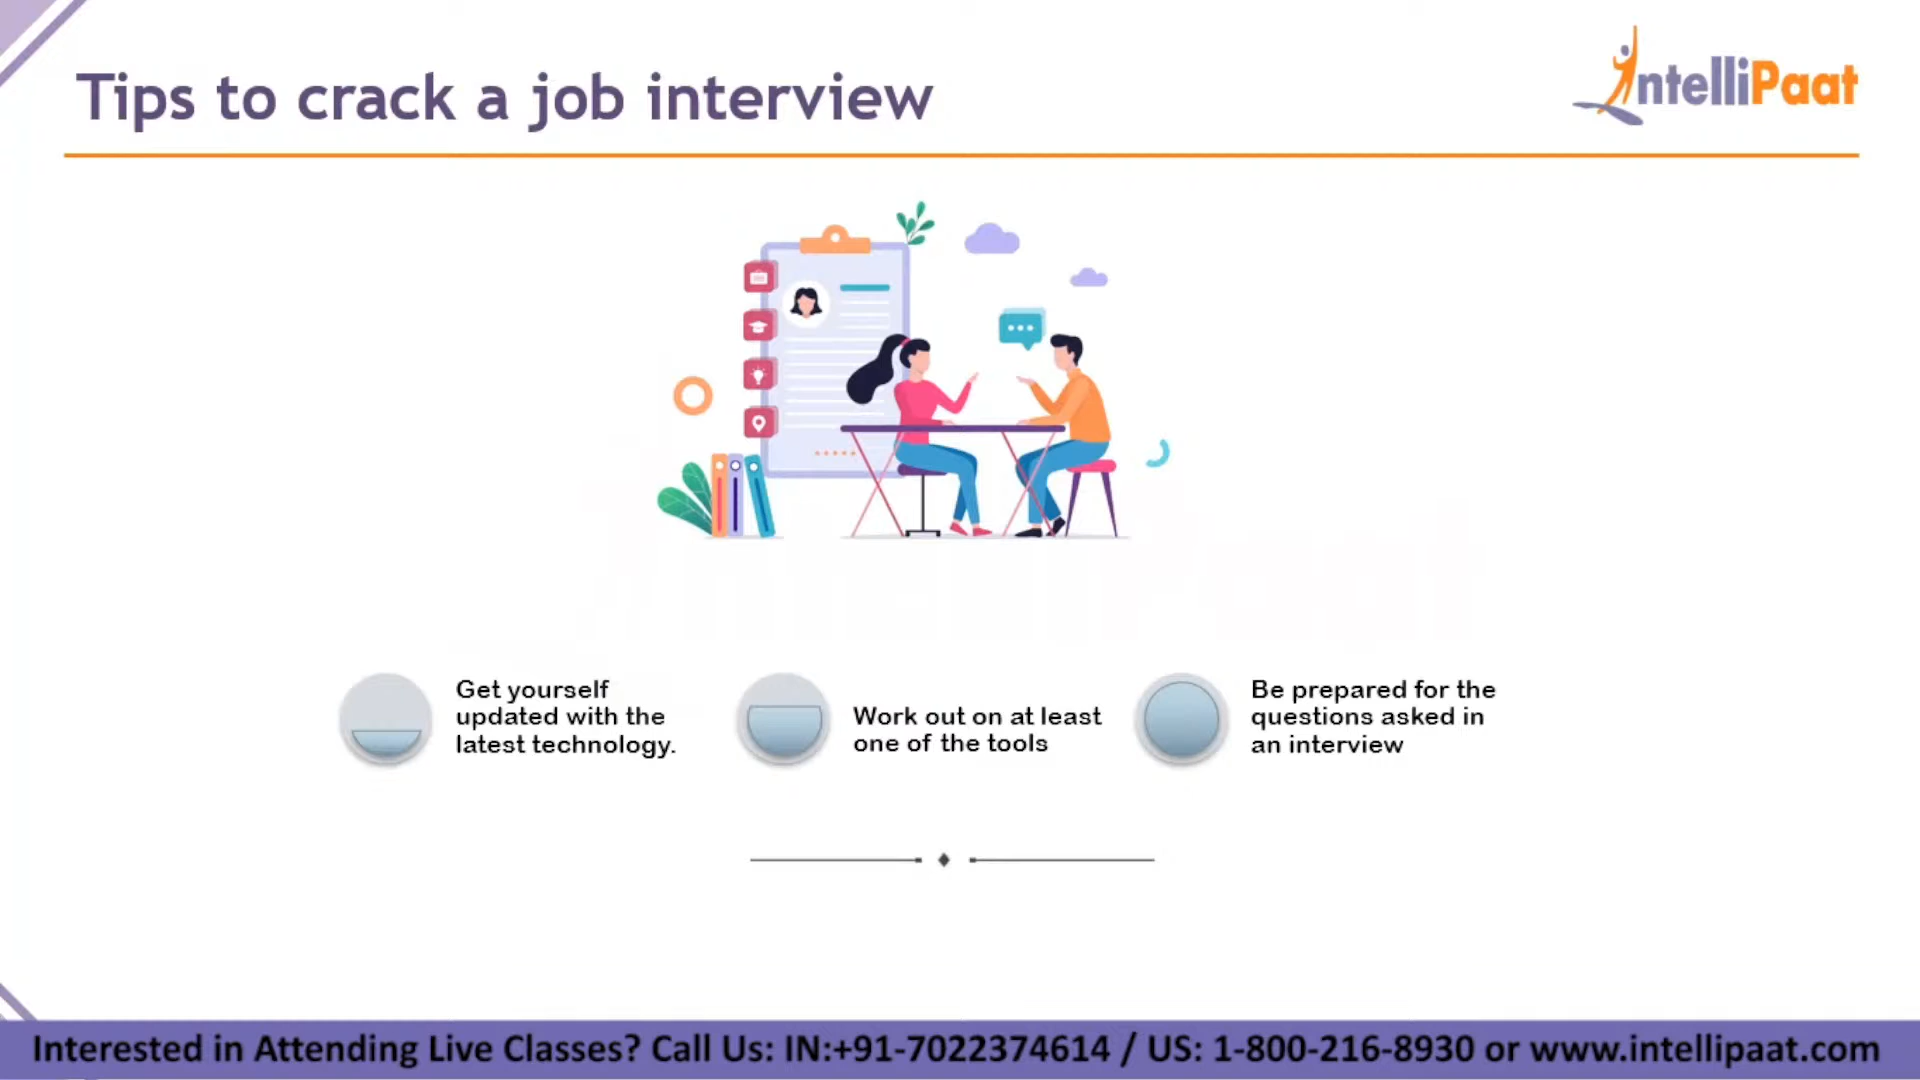 Tips to crack a job interview
IntelliPaat
Get yourself
updated with the
latest technology.
Work out on at least
one of the tools
Be prepared for the
questions asked in
an interview
Interested in Attending Live Classes? Call Us: IN:+91-7022374614 / US: 1-800-216-8930 or www.intellipaat.com